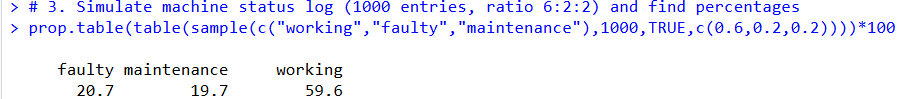 > # 3. Simulate machine status log (1000 entries, ratio 6:2:2) and find percentages
> prop.table(table(sample(c("working","faulty","maintenance"),1000,TRUE,c(0.6,0.2,0.2))))*100
faulty maintenance working
20.7 19.7 59.6